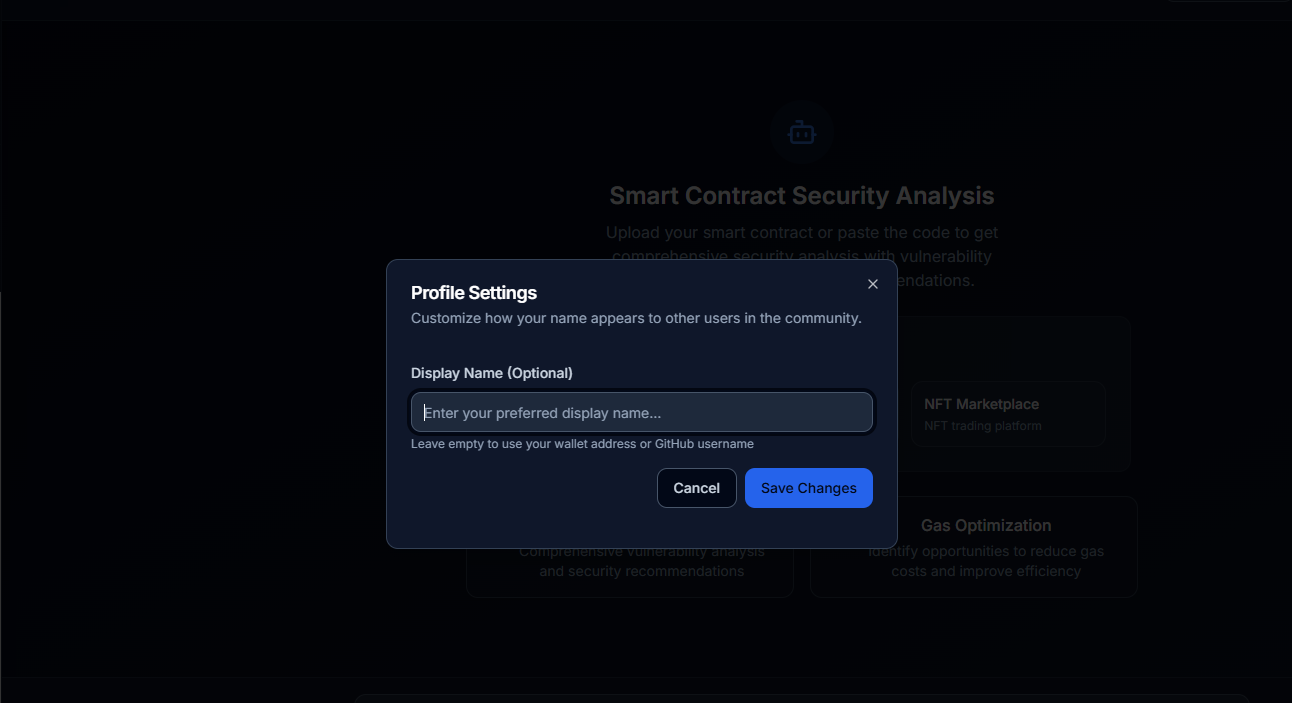 Smart Contract Security Analysis
Upload your smart contract or paste the code to get
comprehensive security analysis with vulnerability
endations.
Profile Settings
Customize how your name appears to other users in the community.
Display Name (Optional)
Enter your preferred display name...
Leave empty to use your wallet address or GitHub username
Cancel
Save Changes
NFT Marketplace
NFT trading platform
Comprehensive vulnerability analysis
and security recommendations
Gas Optimization
Identify opportunities to reduce gas
costs and improve efficiency